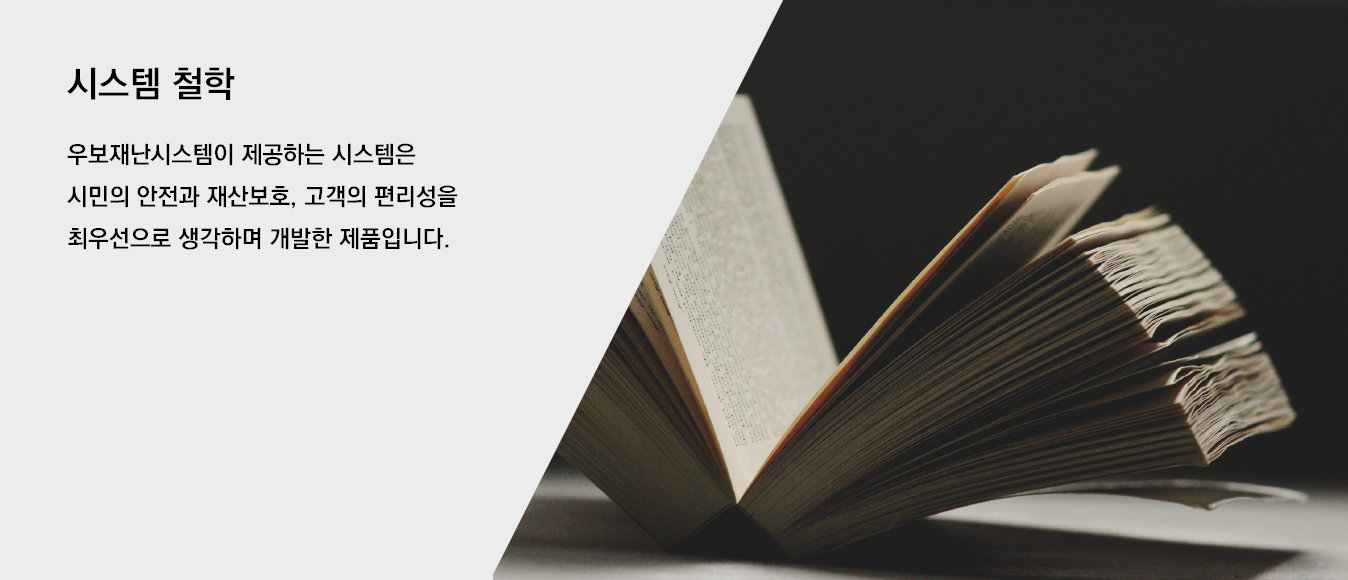 시스템 철학
우보재난시스템이 제공하는 시스템은
시민의 안전과 재산보호, 고객의 편리성을
최우선으로 생각하며 개발한 제품입니다.